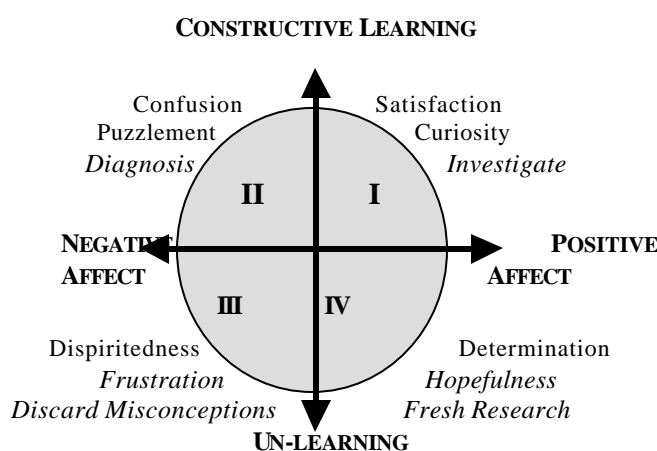 CONSTRUCTIVE LEARNING
Confusion
Puzzlement
Diagnosis
Satisfaction
Curiosity
Investigate
II
I
NEGATIVE
AFFECT
POSITIVE
AFFECT
III
IV
Dispiritedness
Frustration
Discard Misconceptions
Determination
Hopefulness
Fresh Research
UN-LEARNING